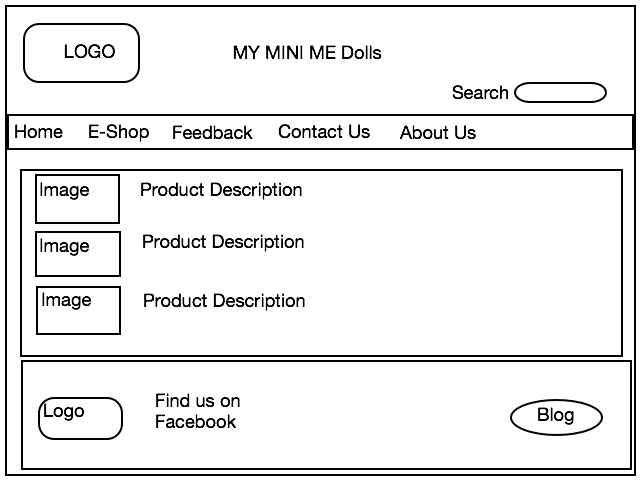 LOGO
MY MINI ME Dolls
Search
Home E-Shop Feedback Contact Us About Us
Image Product Description
Image Product Description
Image Product Description
Logo
Find us on
Facebook
Blog